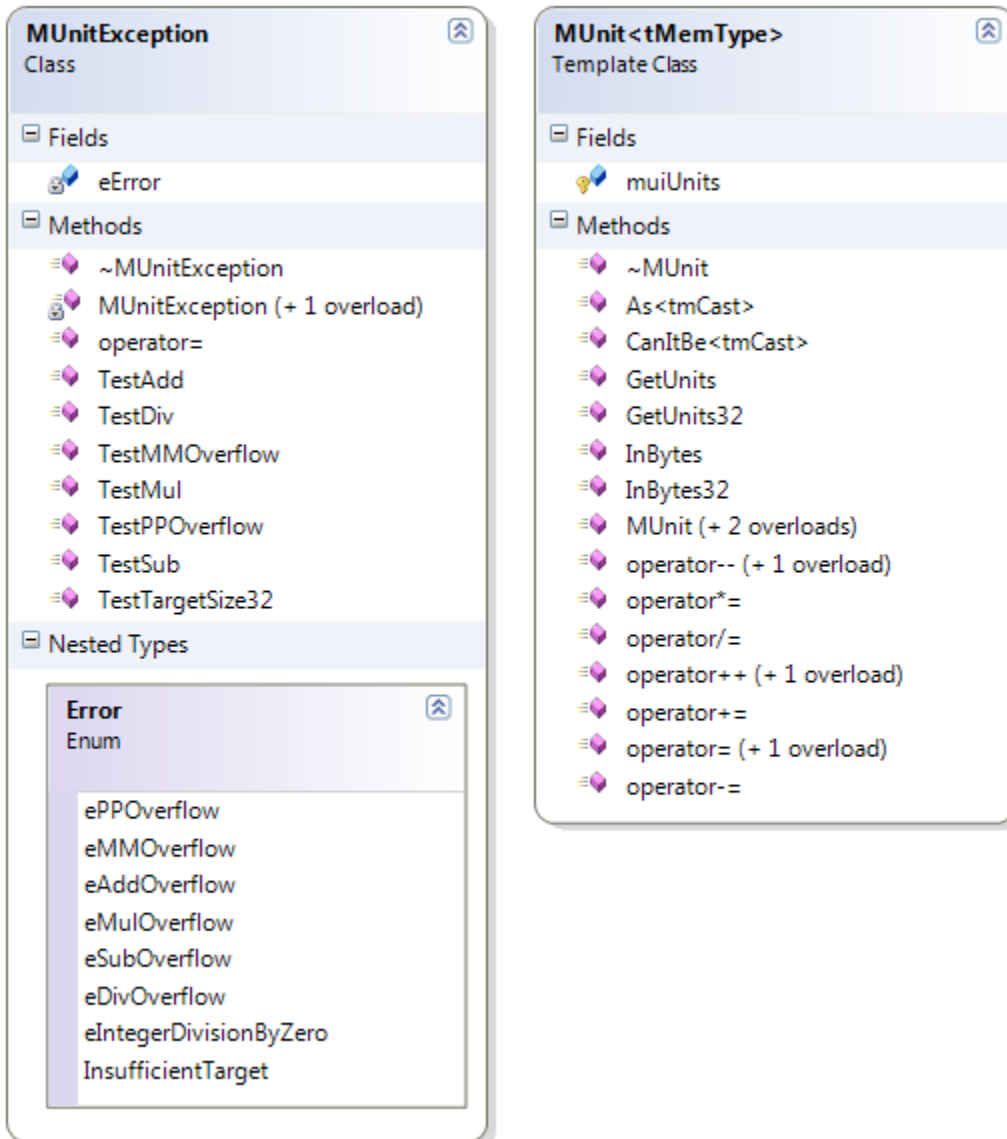 MUnitException
Class
Fields
eError
Methods
~MUnitException
MUnitException (+ 1 overload)
operator=
TestAdd
TestDiv
TestMMOverflow
TestMul
TestPPOverflow
TestSub
TestTargetSize32
Nested Types
Error
Enum
ePPOverflow
eMMOverflow
eAddOverflow
eMulOverflow
eSubOverflow
eDivOverflow
eIntegerDivisionByZero
InsufficientTarget
MUnit<tMemType>
Template Class
Fields
muiUnits
Methods
~MUnit
As<tmCast>
CanItBe<tmCast>
GetUnits
GetUnits32
InBytes
InBytes32
MUnit (+ 2 overloads)
operator-- (+ 1 overload)
operator*=
operator/=
operator++ (+ 1 overload)
operator+=
operator= (+ 1 overload)
operator-=